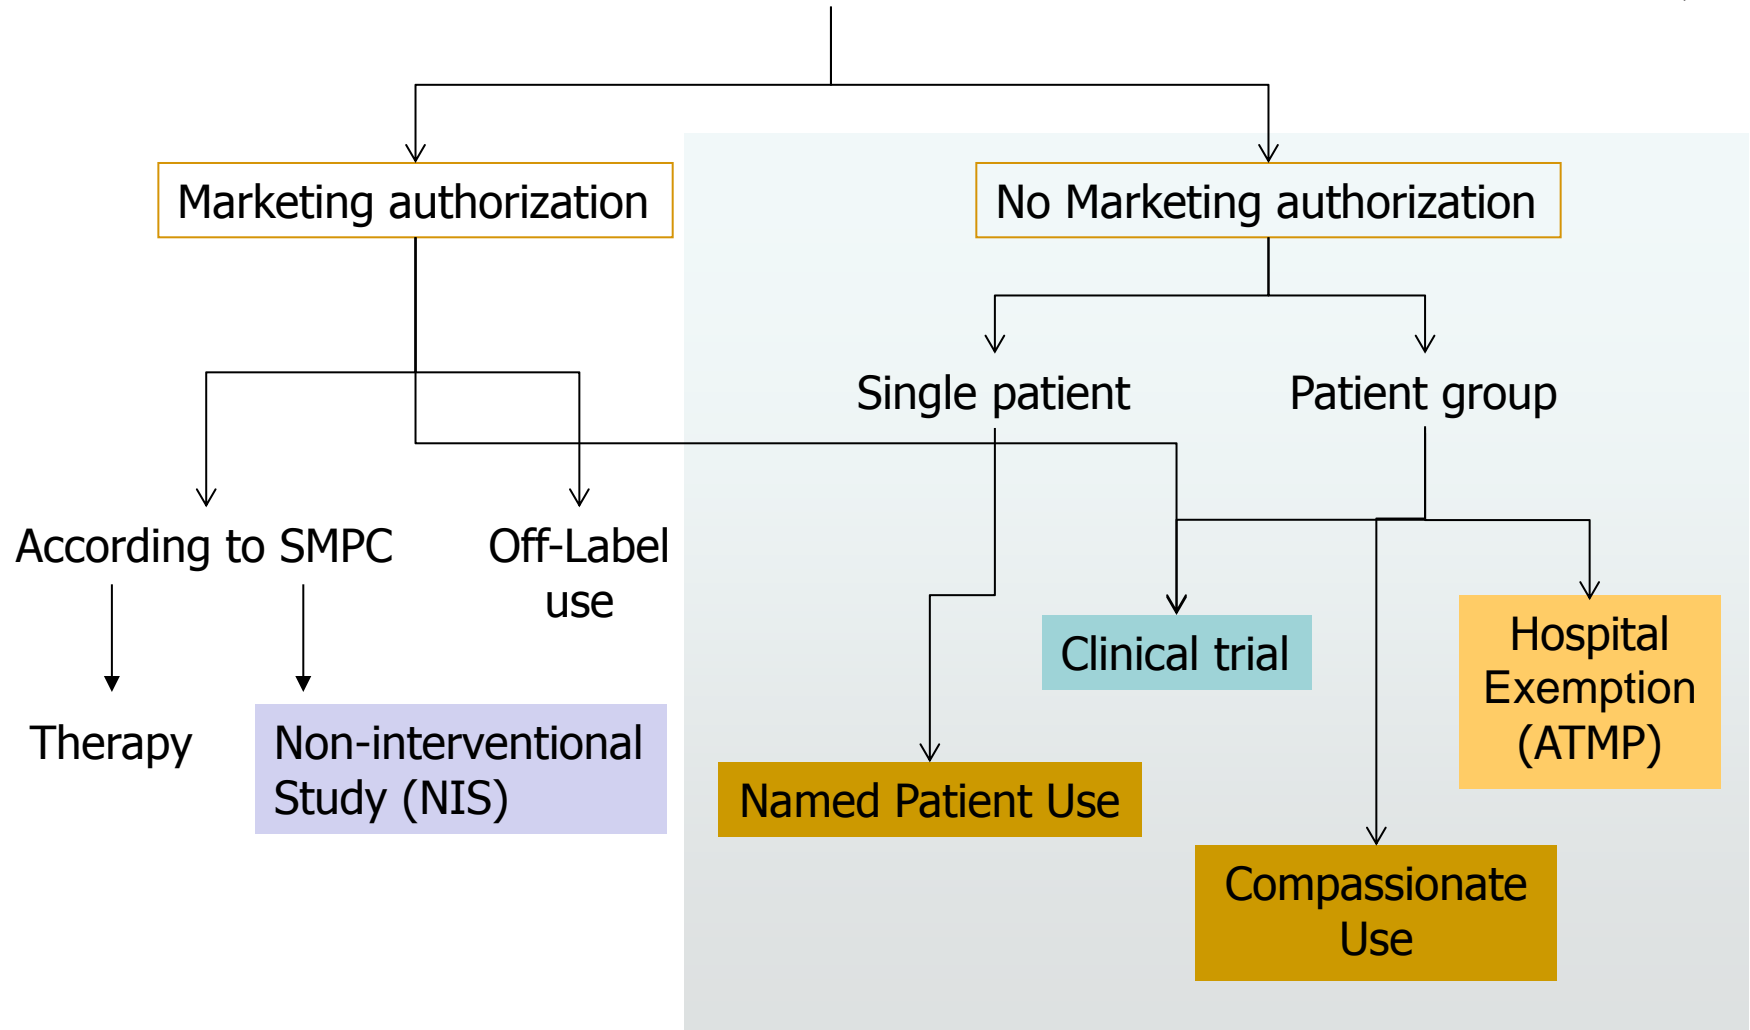 Marketing authorization
No Marketing authorization
Single patient
Patient group
According to SMPC
Off-Label
use
Therapy
Non-interventional
Study (NIS)
Named Patient Use
Clinical trial
Compassionate
Use
Hospital
Exemption
(ATMP)